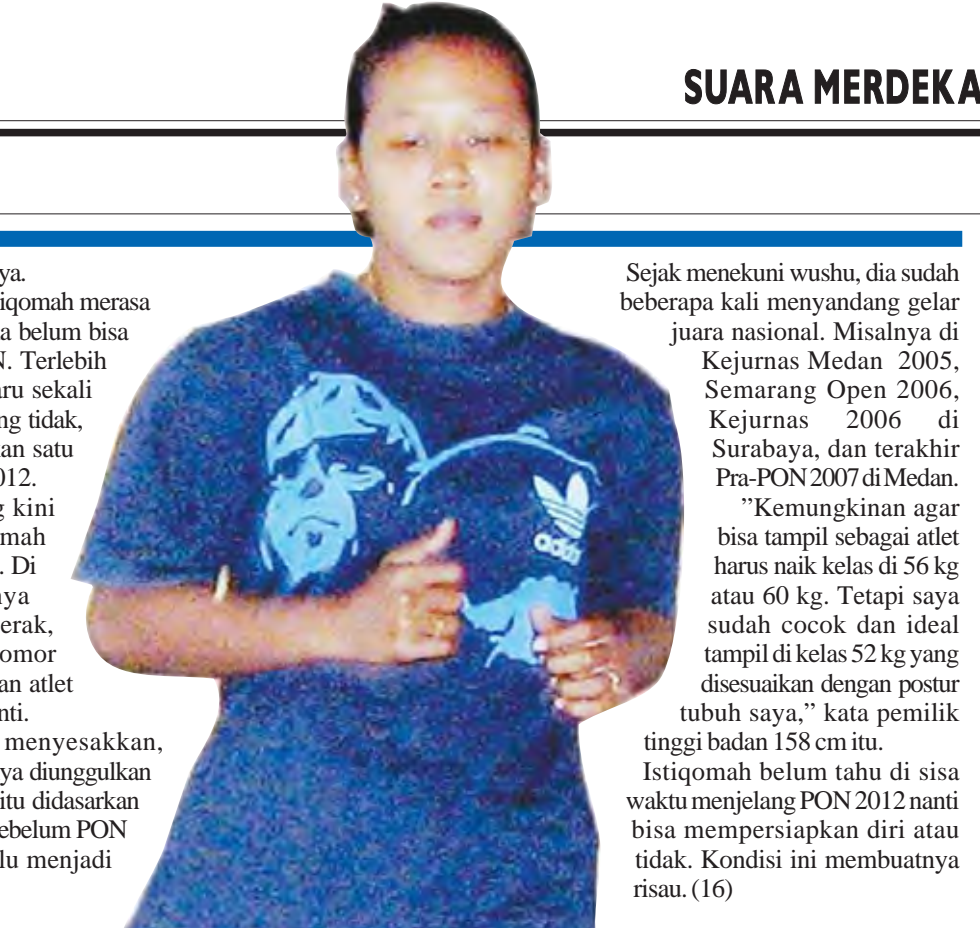 SUARA MERDEKA
ya.
iqomah merasa
a belum bisa
N. Terlebih
ru sekali
ng tidak,
kan satu
012.
g kini
mah
. Di
nya
erak,
omor
an atlet
nti.
menyesakkan,
ya diunggulkan
itu didasarkan
ebelum PON
lu menjadi
Sejak menekuni wushu, dia sudah
beberapa kali menyandang gelar
juara nasional. Misalnya di
Kejurnas Medan 2005,
Semarang Open 2006,
Kejurnas 2006 di
Surabaya, dan terakhir
Pra-PON 2007 di Medan.
”Kemungkinan agar
bisa tampil sebagai atlet
harus naik kelas di 56 kg
atau 60 kg. Tetapi saya
sudah cocok dan ideal
tampil di kelas 52 kg yang
disesuaikan dengan postur
tubuh saya,” kata pemilik
tinggi badan 158 cm itu.
Istiqomah belum tahu di sisa
waktu menjelang PON 2012 nanti
bisa mempersiapkan diri atau
tidak. Kondisi ini membuatnya
risau. (16)